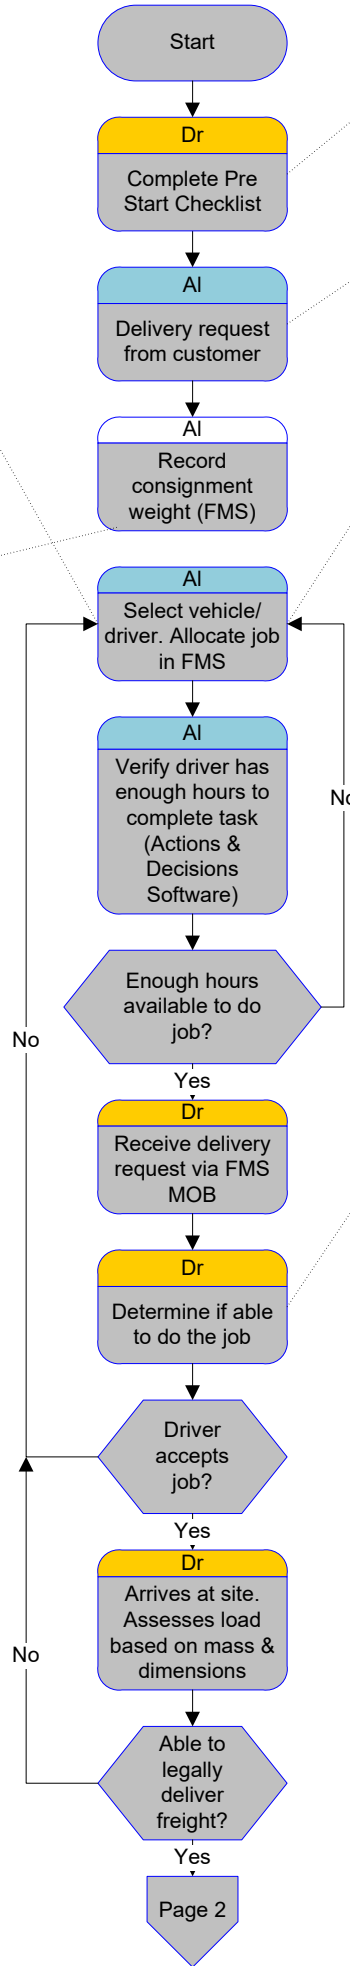 Start
Dr
Complete Pre
Start Checklist
Al
Delivery request
from customer
Al
Record
consignment
weight (FMS)
Al
Select vehicle/
driver. Allocate job
in FMS
Al
Verify driver has
enough hours to
complete task
(Actions &
Decisions
Software)
No
Enough hours
available to do
job?
No
Yes
Dr
Receive delivery
request via FMS
MOB
Dr
Determine if able
to do the job
Driver
accepts
job?
Yes
Dr
Arrives at site.
Assesses load
based on mass &
dimensions
No
Able to
legally
deliver
freight?
Yes
Page 2